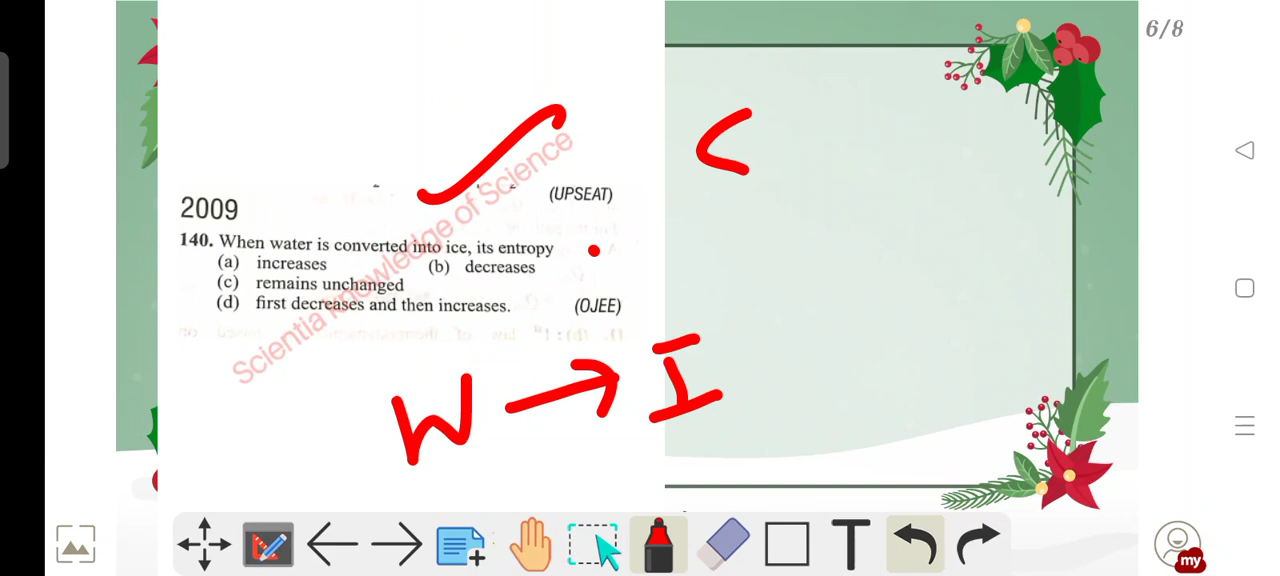 6/8
(UPSEAT)
2009
140. When water is converted into ice, its entropy
(a) increases (b) decreases
(c) remains unchanged
(d) first decreases and then increases. (OJEE)
Scientia knowledge of Science
W → I
T
my